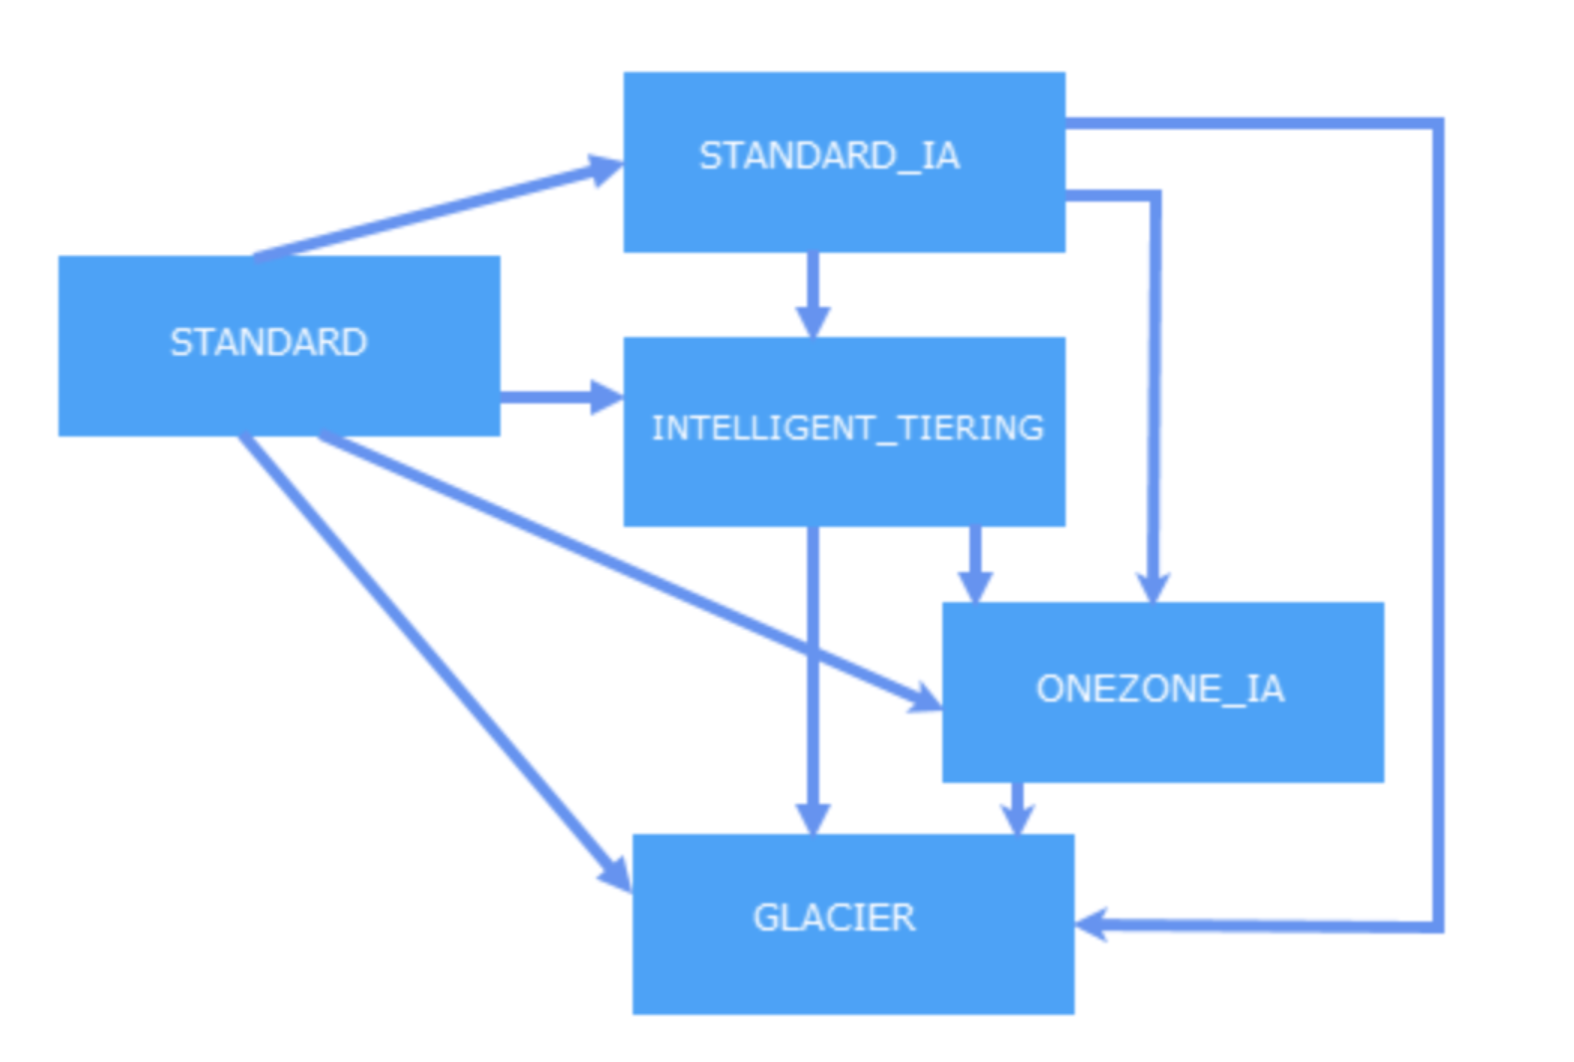 STANDARD_IA
STANDARD
INTELLIGENT_TIERING
ONEZONE_IA
GLACIER